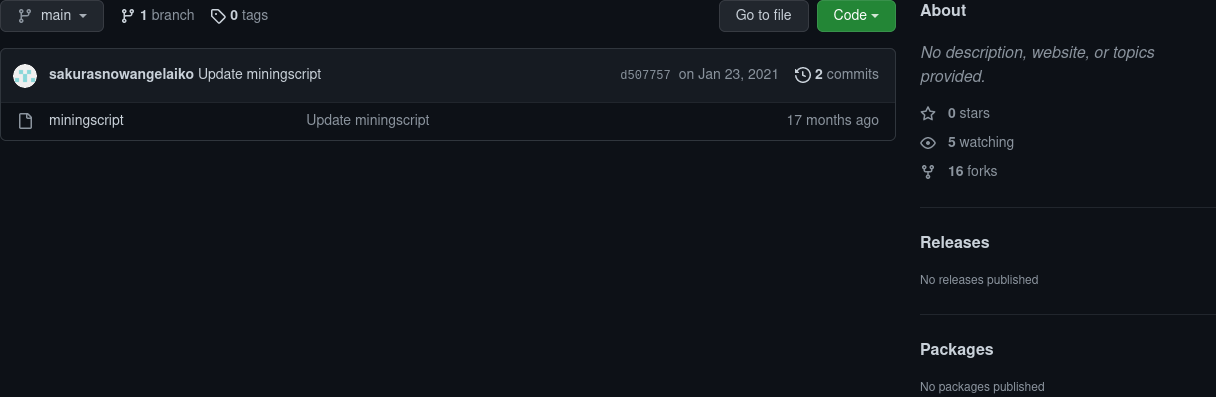 main
1 branch
0 tags
Go to file
Code
sakurasnowangelaiko Update miningscript
d507757 on Jan 23, 2021
2 commits
miningscript
Update miningscript
17 months ago
About
No description, website, or topics
provided.
0 stars
5 watching
16 forks
Releases
No releases published
Packages
No packages published